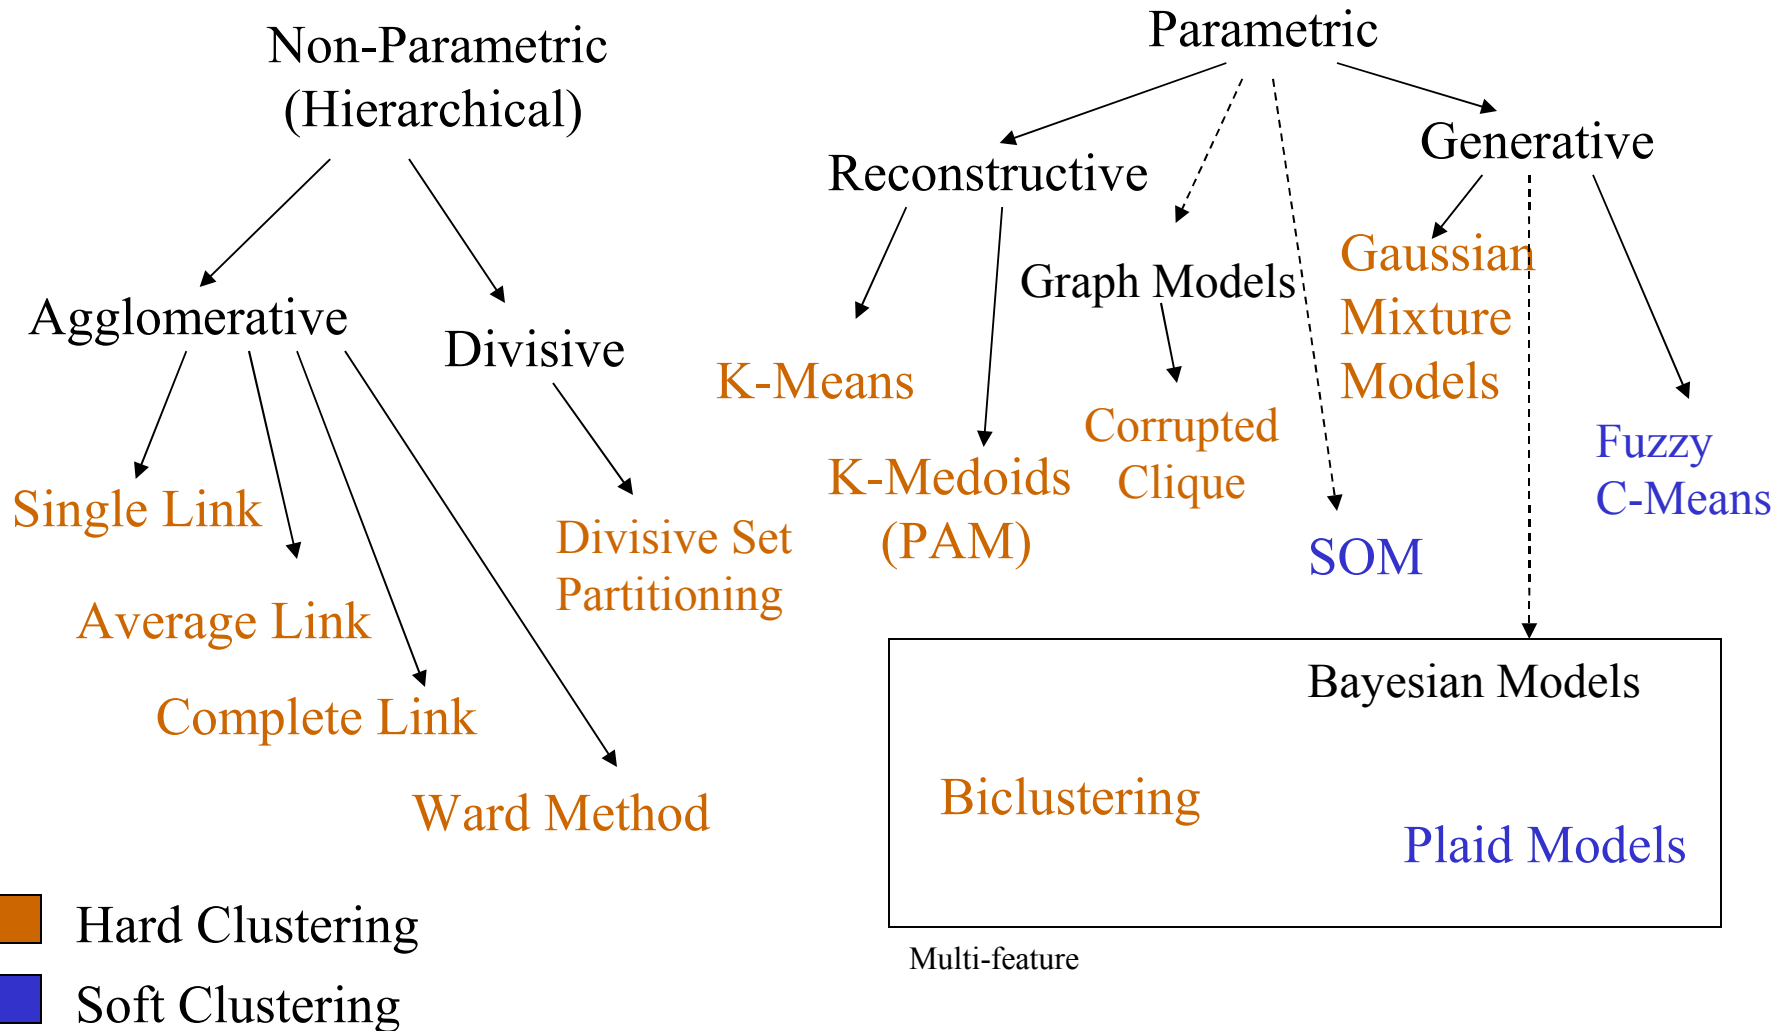 Non-Parametric
(Hierarchical)
Agglomerative
Divisive
Single Link
Average Link
Complete Link
Ward Method
Divisive Set
Partitioning
Parametric
Reconstructive
Generative
Graph Models
K-Means
K-Medoids
(PAM)
Corrupted
Clique
SOM
Gaussian
Mixture
Models
Fuzzy
C-Means
Bayesian Models
Biclustering
Plaid Models
Multi-feature
Hard Clustering
Soft Clustering